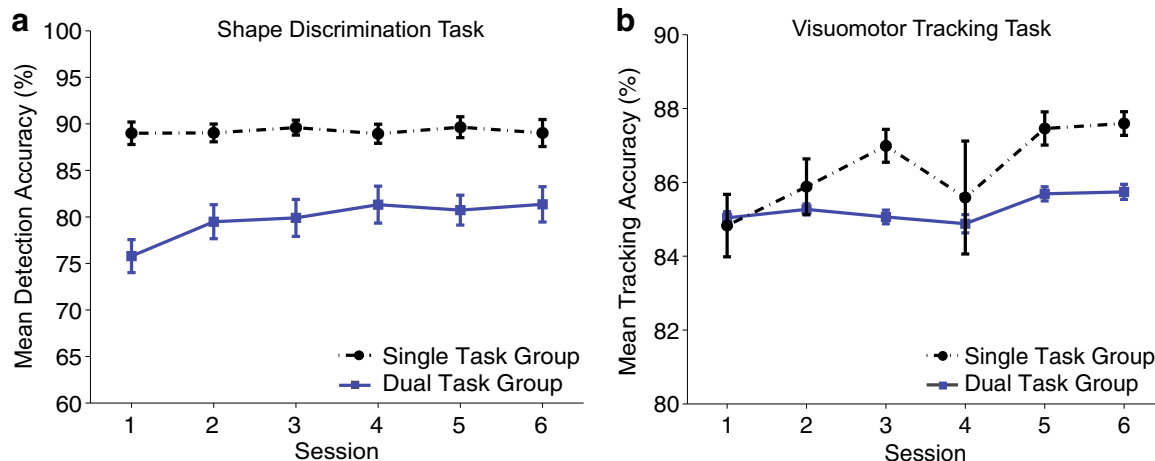 a
Shape Discrimination Task
Mean Detection Accuracy (%)
100
95
90
85
80
75
70
65
60
Single Task Group
Dual Task Group
1 2 3 4 5 6
Session
b
Visuomotor Tracking Task
Mean Tracking Accuracy (%)
90
88
86
84
82
80
Single Task Group
Dual Task Group
1 2 3 4 5 6
Session